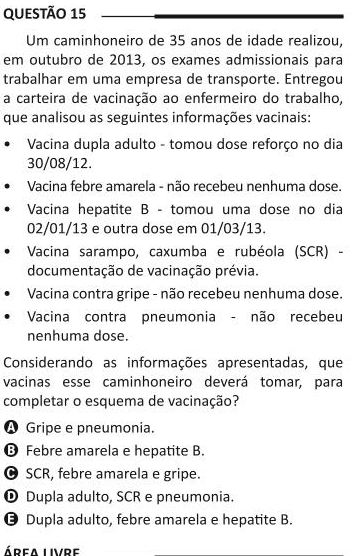 QUESTÃO 15
Um caminhoneiro de 35 anos de idade realizou,
em outubro de 2013, os exames admissionais para
trabalhar em uma empresa de transporte. Entregou
a carteira de vacinação ao enfermeiro do trabalho,
que analisou as seguintes informações vacinais:
• Vacina dupla adulto - tomou dose reforço no dia
30/08/12.
• Vacina febre amarela - não recebeu nenhuma dose.
• Vacina hepatite B - tomou uma dose no dia
02/01/13 e outra dose em 01/03/13.
• Vacina sarampo, caxumba e rubéola (SCR) -
documentação de vacinação prévia.
• Vacina contra gripe - não recebeu nenhuma dose.
• Vacina contra pneumonia - não recebeu
nenhuma dose.
Considerando as informações apresentadas, que
vacinas esse caminhoneiro deverá tomar, para
completar o esquema de vacinação?
A Gripe e pneumonia.
B Febre amarela e hepatite B.
C SCR, febre amarela e gripe.
D Dupla adulto, SCR e pneumonia.
E Dupla adulto, febre amarela e hepatite B.
ÁREA LIVRE